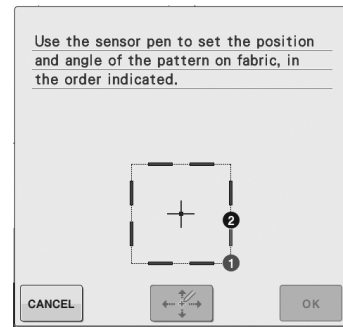 Use the sensor pen to set the position
and angle of the pattern on fabric, in
the order indicated.
2
1
CANCEL
OK